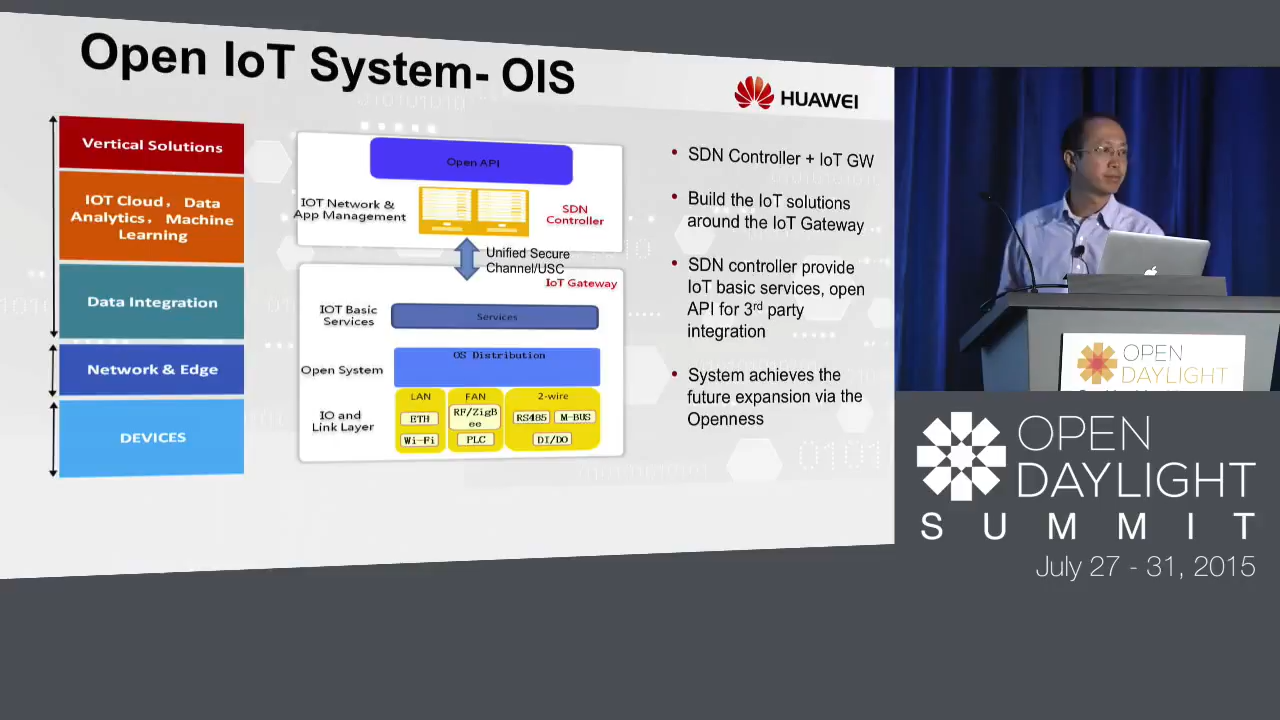 Open IoT System- OIS
HUAWEI
Vertical Solutions
IOT Cloud, Data
Analytics, Machine
Learning
Data Integration
Network & Edge
DEVICES
Open API
IOT Network &
App Management
SDN
Controller
Unified Secure
Channel/USC
IoT Gateway
IOT Basic
Services
Services
Open System
OS Distribution
IO and
Link Layer
LAN
ETH
Wi-Fi
FAN
RF/ZigB
ee
PLC
2-wire
RS485
M-BUS
DI/DO
• SDN Controller + IoT GW
• Build the IoT solutions
around the IoT Gateway
• SDN controller provide
IoT basic services, open
API for 3rd party
integration
• System achieves the
future expansion via the
Openness
OPEN
DAYLIGHT
OPEN
DAYLIGHT
SUMMIT
July 27 - 31, 2015